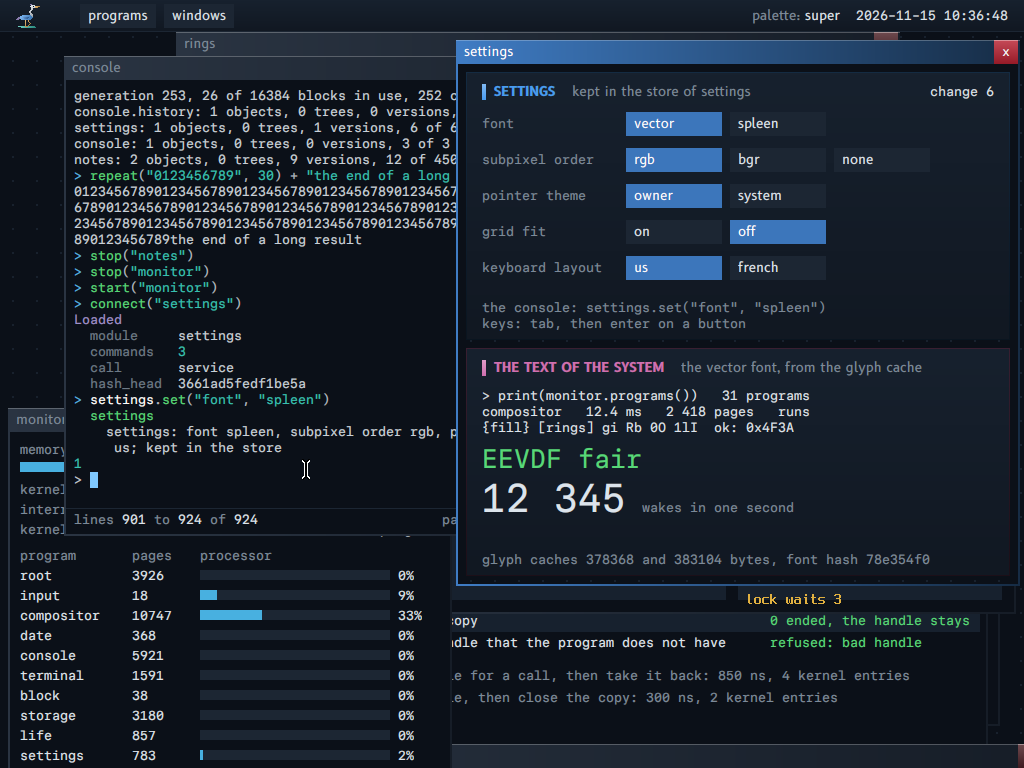 programs windows palette: super 2026-11-15 10:36:48
rings
console
generation 253, 26 of 16384 blocks in use, 252
console.history: 1 objects, 0 trees, 0 versions,
settings: 1 objects, 0 trees, 1 versions, 6 of
console: 1 objects, 0 trees, 0 versions, 3 of 3
notes: 2 objects, 0 trees, 9 versions, 12 of 450
> repeat("0123456789", 30) + "the end of a long
012345678901234567890123456789012345678901234567
678901234567890123456789012345678901234567890123
234567890123456789012345678901234567890123456789
890123456789the end of a long result
> stop("notes")
> stop("monitor")
> start("monitor")
> connect("settings")
Loaded
module settings
commands 3
call service
hash_head 3661ad5fedf1be5a
> settings.set("font", "spleen")
settings
settings: font spleen, subpixel order rgb,
us; kept in the store
1
>
lines 901 to 924 of 924
settings x
SETTINGS kept in the store of settings change 6
font vector spleen
subpixel order rgb bgr none
pointer theme owner system
grid fit on off
keyboard layout us french
the console: settings.set("font", "spleen")
keys: tab, then enter on a button
THE TEXT OF THE SYSTEM the vector font, from the glyph cache
> print(monitor.programs()) 31 programs
compositor 12.4 ms 2 418 pages runs
{fill} [rings] gi Rb 0O 1lI ok: 0x4F3A
EEVDF fair
12 345 wakes in one second
glyph caches 378368 and 383104 bytes, font hash 78e354f0
monitor
memory
kernel
kernel
program pages processor
root 3926 0%
input 18 9%
compositor 10747 33%
date 368 0%
console 5921 0%
terminal 1591 0%
block 38 0%
storage 3180 0%
life 857 0%
settings 783 2%
lock waits 3
0 ended, the handle stays
that the program does not have refused: bad handle
for a call, then take it back: 850 ns, 4 kernel entries
then close the copy: 300 ns, 2 kernel entries